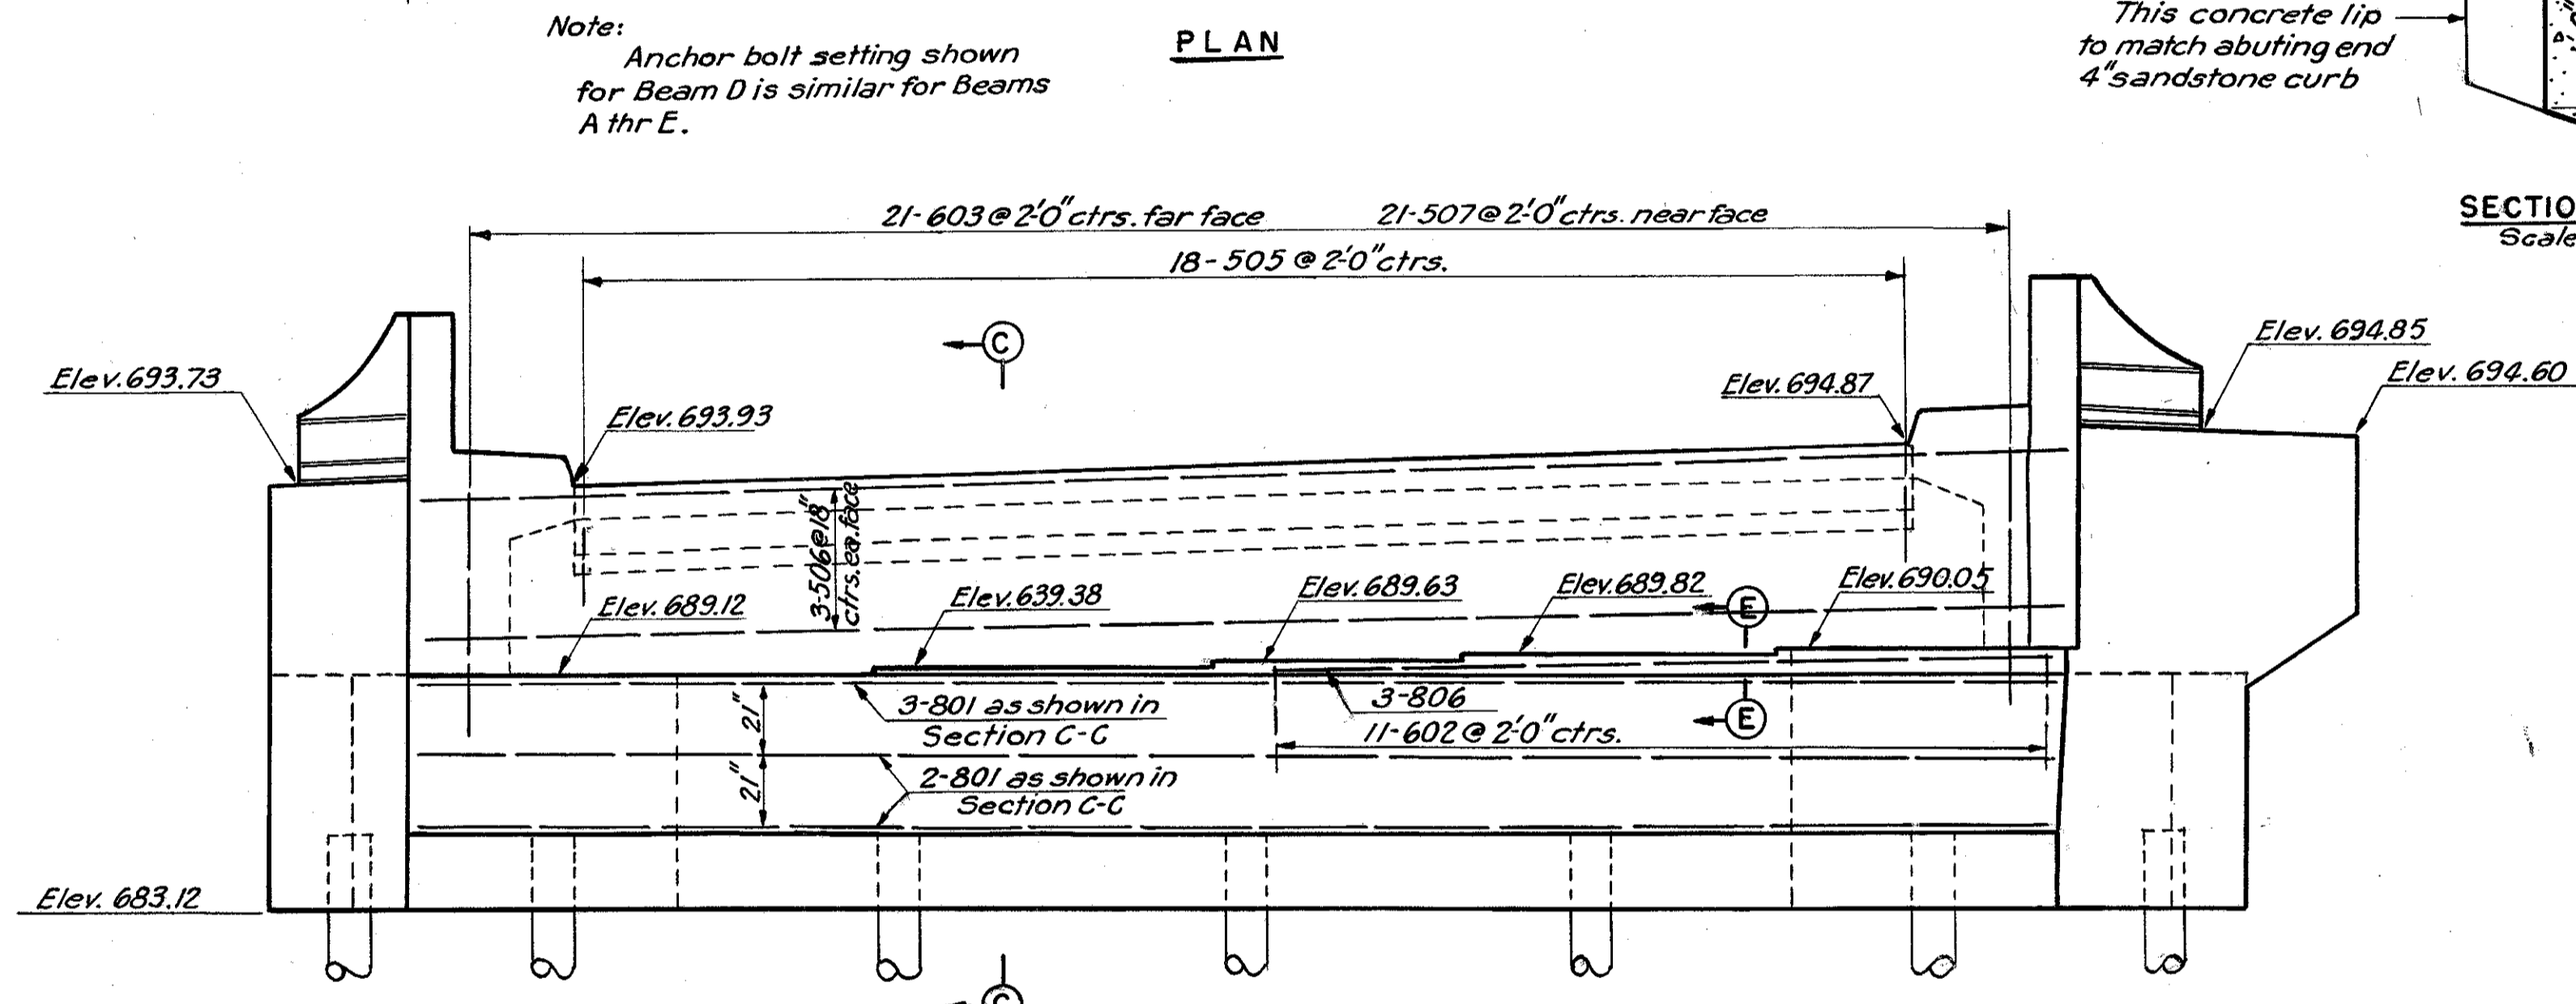 Note:
Anchor bolt setting shown
for Beam D is similar for Beams
A thr E.
PLAN
This concrete lip
to match abuting end
4" sandstone curb
SECTIO
Scale
21-603 @ 2'-0" ctrs. far face
21-507 @ 2'-0" ctrs. near face
18-505 @ 2'-0" ctrs.
C
Elev. 693.73
Elev. 693.93
Elev. 694.87
Elev. 694.85
Elev. 694.60
3-506 @ 18"
ctrs. ea. face
Elev. 689.12
Elev. 639.38
Elev. 689.63
Elev. 689.82
E
Elev. 690.05
21"
3-801 as shown in
Section C-C
3-806
E
11-602 @ 2'-0" ctrs.
21"
2-801 as shown in
Section C-C
Elev. 683.12
C